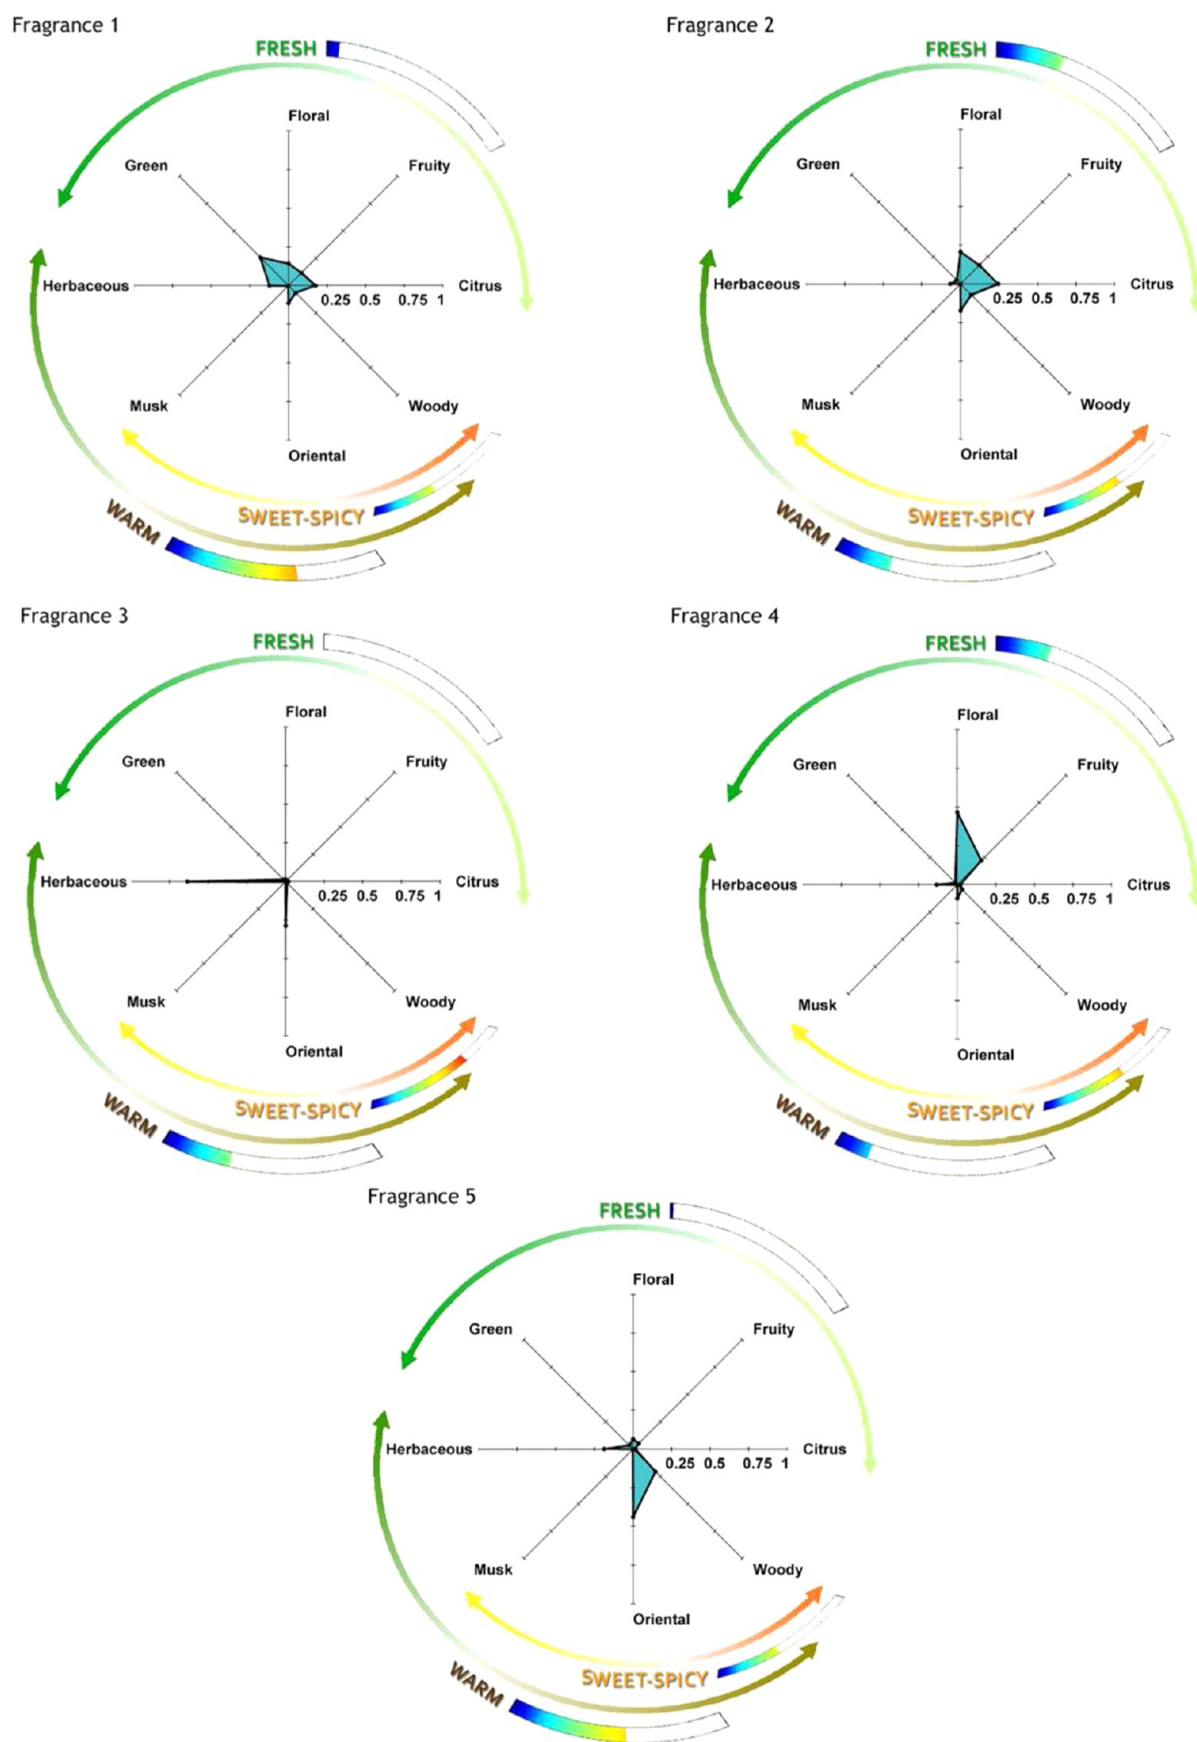 Fragrance 1
FRESH
Floral
Green
Fruity
Herbaceous
Citrus
0.25 0.5 0.75 1
Musk
Woody
Oriental
SWEET-SPICY
WARM
Fragrance 2
FRESH
Floral
Green
Fruity
Herbaceous
Citrus
0.25 0.5 0.75 1
Musk
Woody
Oriental
SWEET-SPICY
WARM
Fragrance 3
FRESH
Floral
Green
Fruity
Herbaceous
Citrus
0.25 0.5 0.75 1
Musk
Woody
Oriental
SWEET-SPICY
WARM
Fragrance 4
FRESH
Floral
Green
Fruity
Herbaceous
Citrus
0.25 0.5 0.75 1
Musk
Woody
Oriental
SWEET-SPICY
WARM
Fragrance 5
FRESH
Floral
Green
Fruity
Herbaceous
Citrus
0.25 0.5 0.75 1
Musk
Woody
Oriental
SWEET-SPICY
WARM